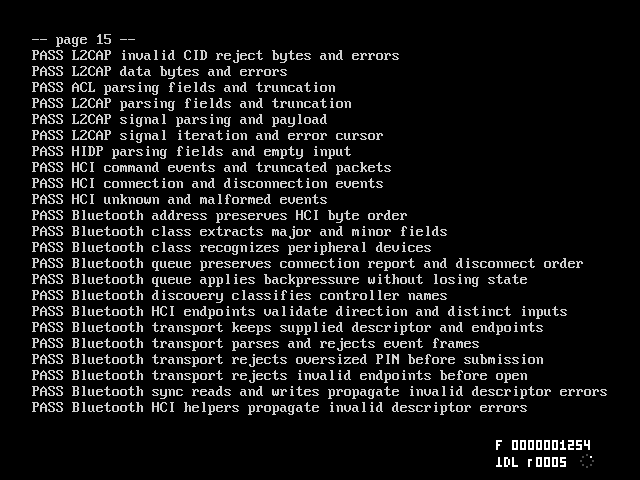 -- page 15 --
PASS L2CAP invalid CID reject bytes and errors
PASS L2CAP data bytes and errors
PASS ACL parsing fields and truncation
PASS L2CAP parsing fields and truncation
PASS L2CAP signal parsing and payload
PASS L2CAP signal iteration and error cursor
PASS HIDP parsing fields and empty input
PASS HCI command events and truncated packets
PASS HCI connection and disconnection events
PASS HCI unknown and malformed events
PASS Bluetooth address preserves HCI byte order
PASS Bluetooth class extracts major and minor fields
PASS Bluetooth class recognizes peripheral devices
PASS Bluetooth queue preserves connection report and disconnect order
PASS Bluetooth queue applies backpressure without losing state
PASS Bluetooth discovery classifies controller names
PASS Bluetooth HCI endpoints validate direction and distinct inputs
PASS Bluetooth transport keeps supplied descriptor and endpoints
PASS Bluetooth transport parses and rejects event frames
PASS Bluetooth transport rejects oversized PIN before submission
PASS Bluetooth transport rejects invalid endpoints before open
PASS Bluetooth sync reads and writes propagate invalid descriptor errors
PASS Bluetooth HCI helpers propagate invalid descriptor errors
F 0000001254
IDL r0005